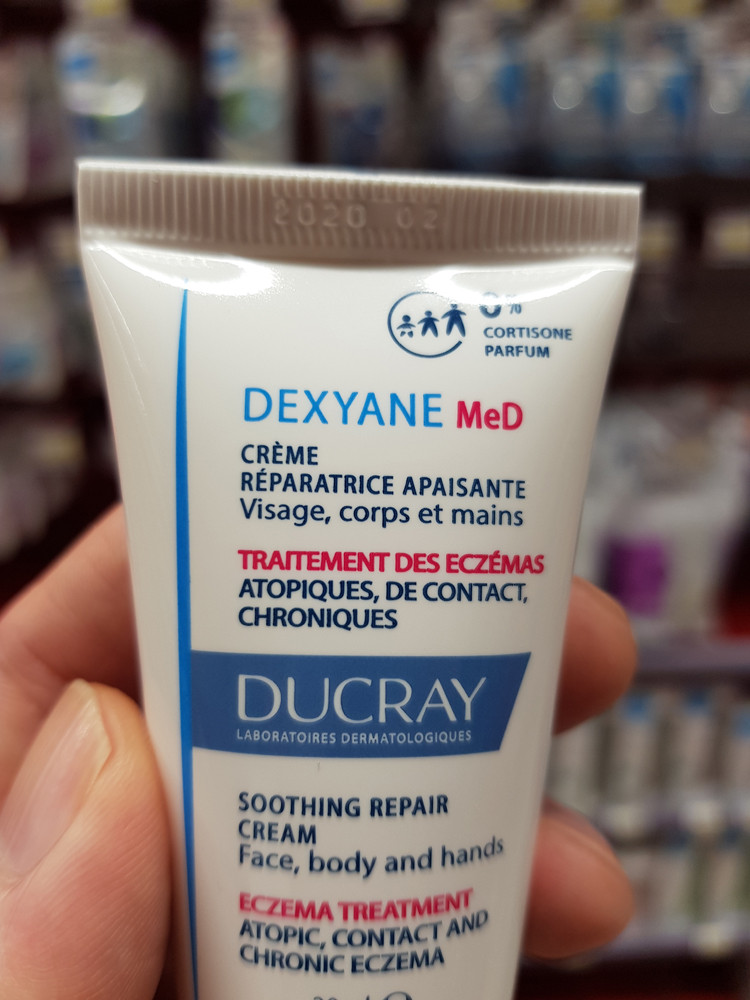 2020 02
0%
CORTISONE
PARFUM
DEXYANE MeD
CRÈME
RÉPARATRICE APAISANTE
Visage, corps et mains
TRAITEMENT DES ECZÉMAS
ATOPIQUES, DE CONTACT,
CHRONIQUES
DUCRAY
LABORATOIRES DERMATOLOGIQUES
SOOTHING REPAIR
CREAM
Face, body and hands
ECZEMA TREATMENT
ATOPIC, CONTACT AND
CHRONIC ECZEMA